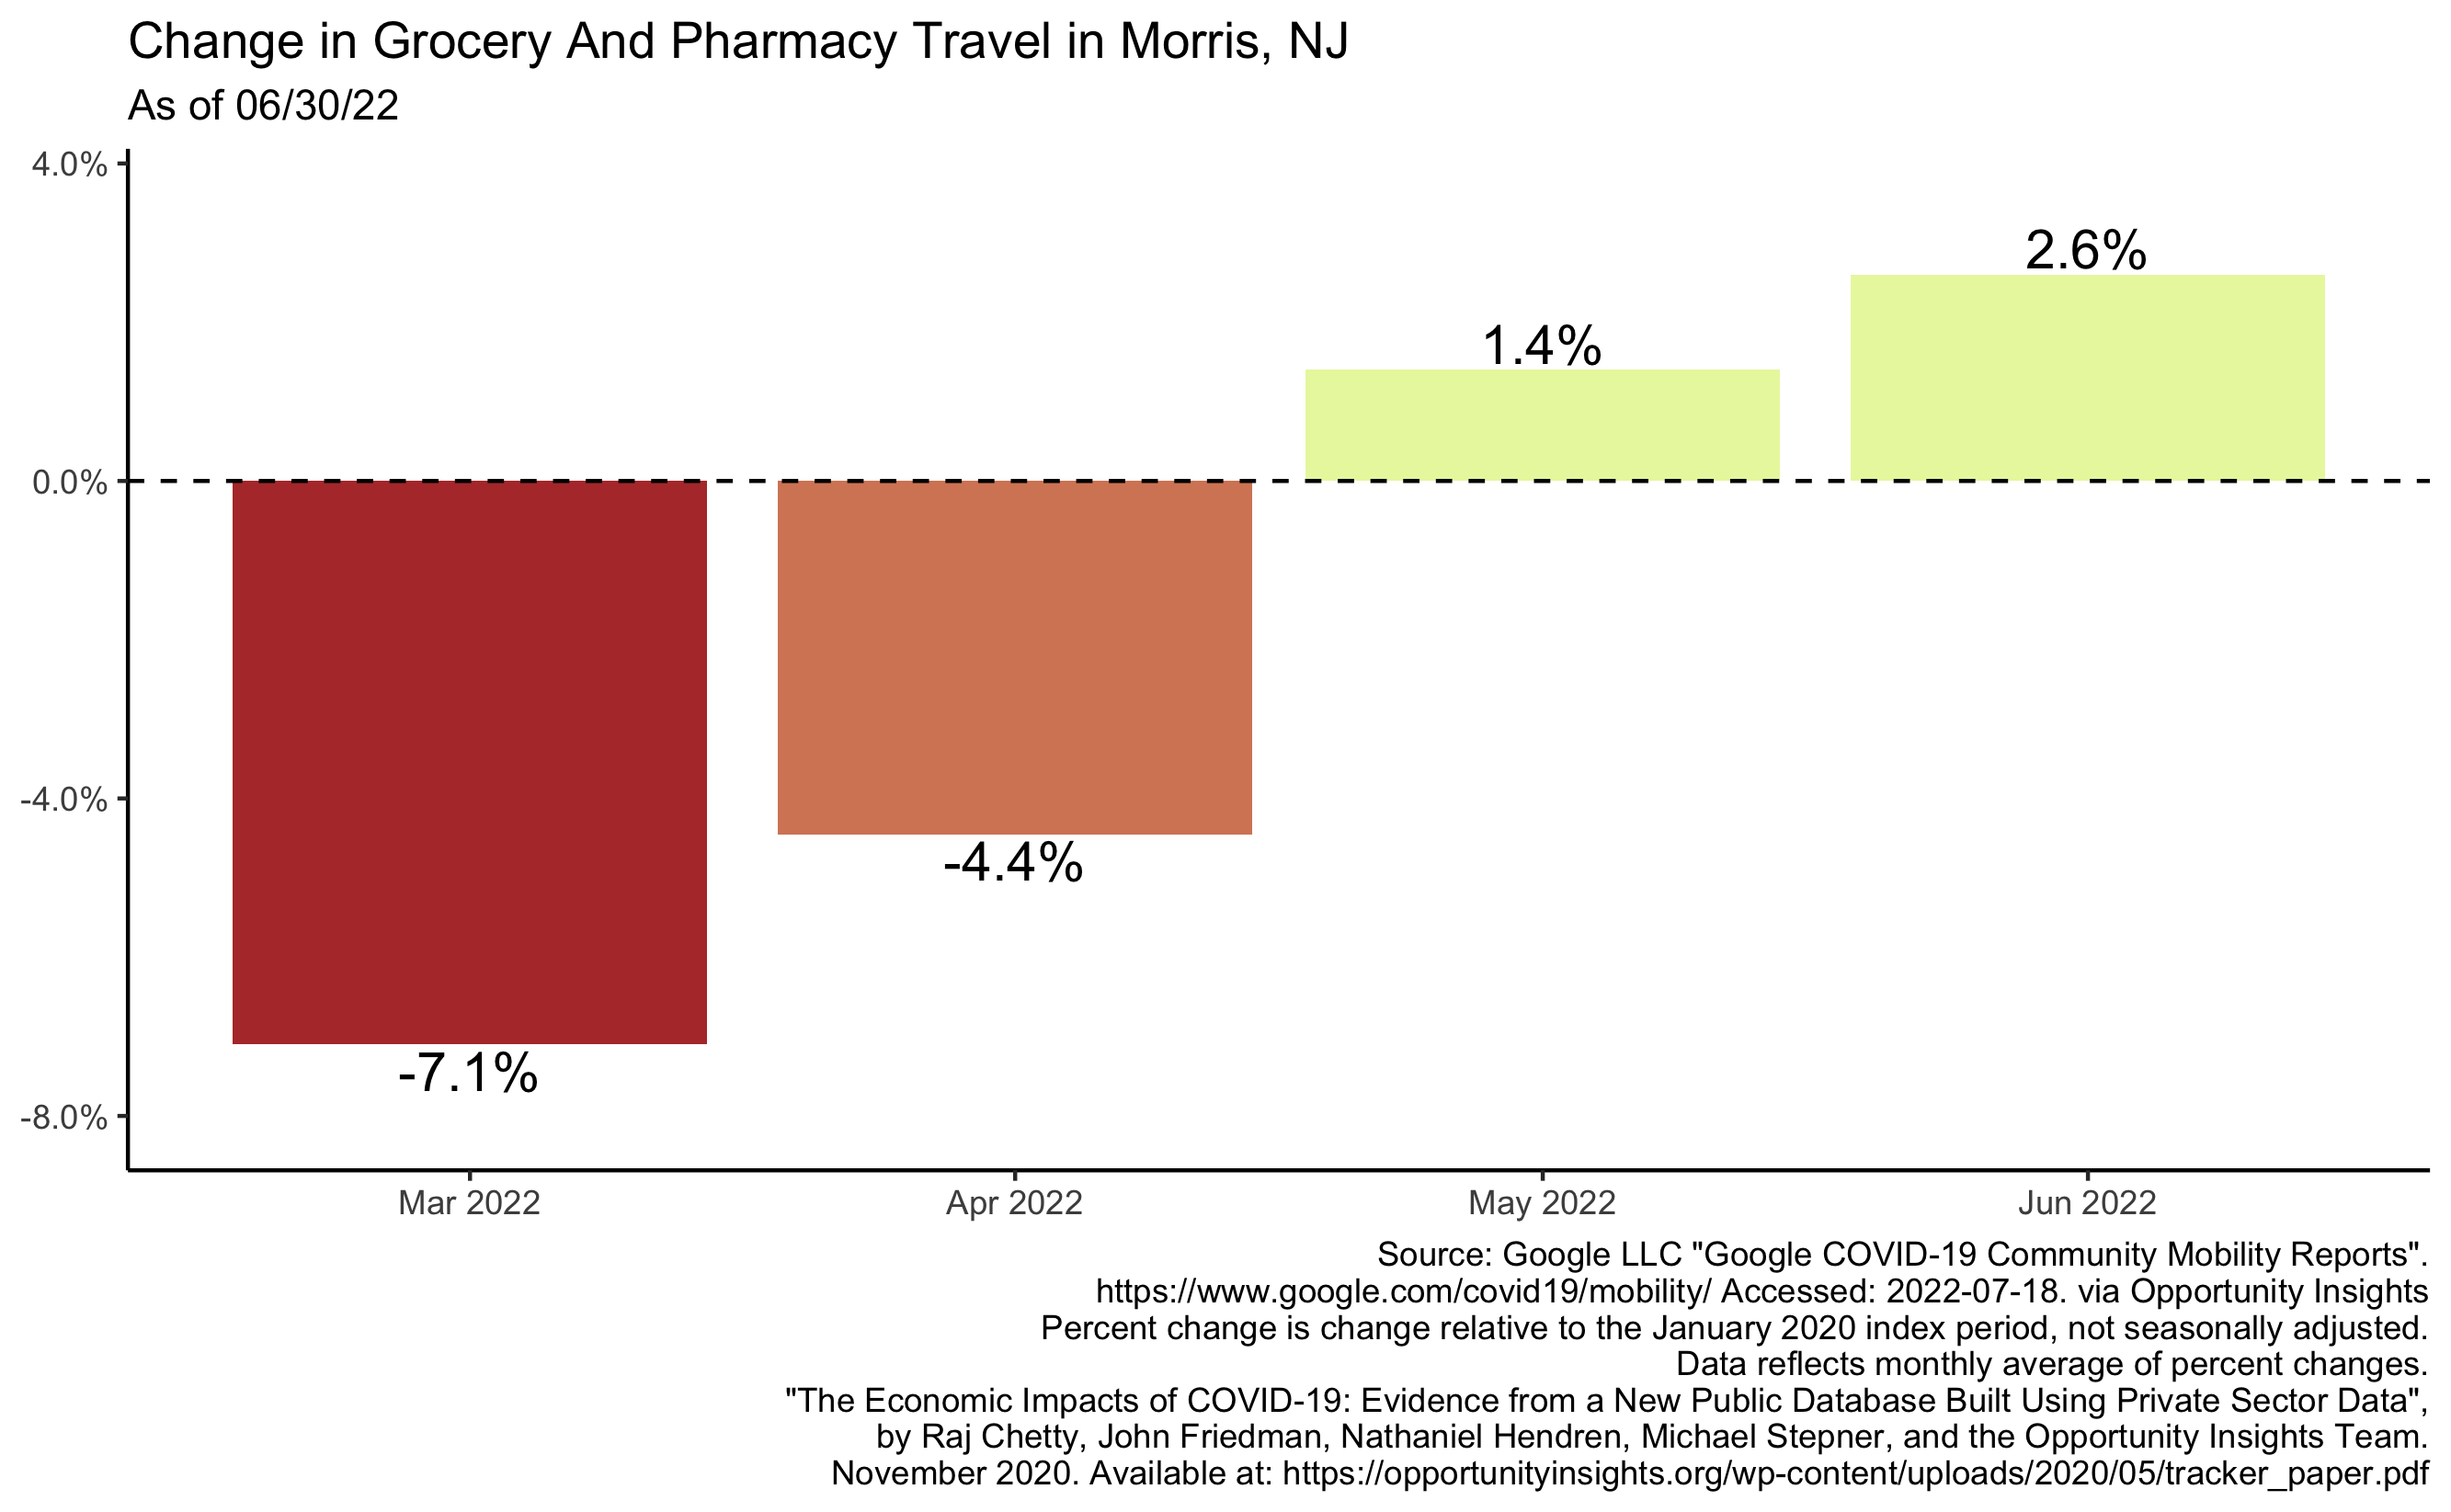 Change in Grocery And Pharmacy Travel in Morris, NJ
As of 06/30/22
4.0%
0.0%
-4.0%
-8.0%
-7.1%
-4.4%
1.4%
2.6%
Mar 2022
Apr 2022
May 2022
Jun 2022
Source: Google LLC "Google COVID-19 Community Mobility Reports".
https://www.google.com/covid19/mobility/ Accessed: 2022-07-18. via Opportunity Insights
Percent change is change relative to the January 2020 index period, not seasonally adjusted.
Data reflects monthly average of percent changes.
"The Economic Impacts of COVID-19: Evidence from a New Public Database Built Using Private Sector Data",
by Raj Chetty, John Friedman, Nathaniel Hendren, Michael Stepner, and the Opportunity Insights Team.
November 2020. Available at: https://opportunityinsights.org/wp-content/uploads/2020/05/tracker_paper.pdf